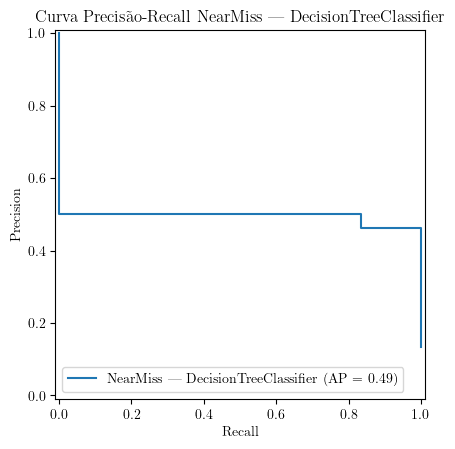 Curva Precisão-Recall NearMiss — DecisionTreeClassifier
1.0
0.8
0.6
0.4
0.2
0.0
Precision
NearMiss — DecisionTreeClassifier (AP = 0.49)
0.0 0.2 0.4 0.6 0.8 1.0
Recall